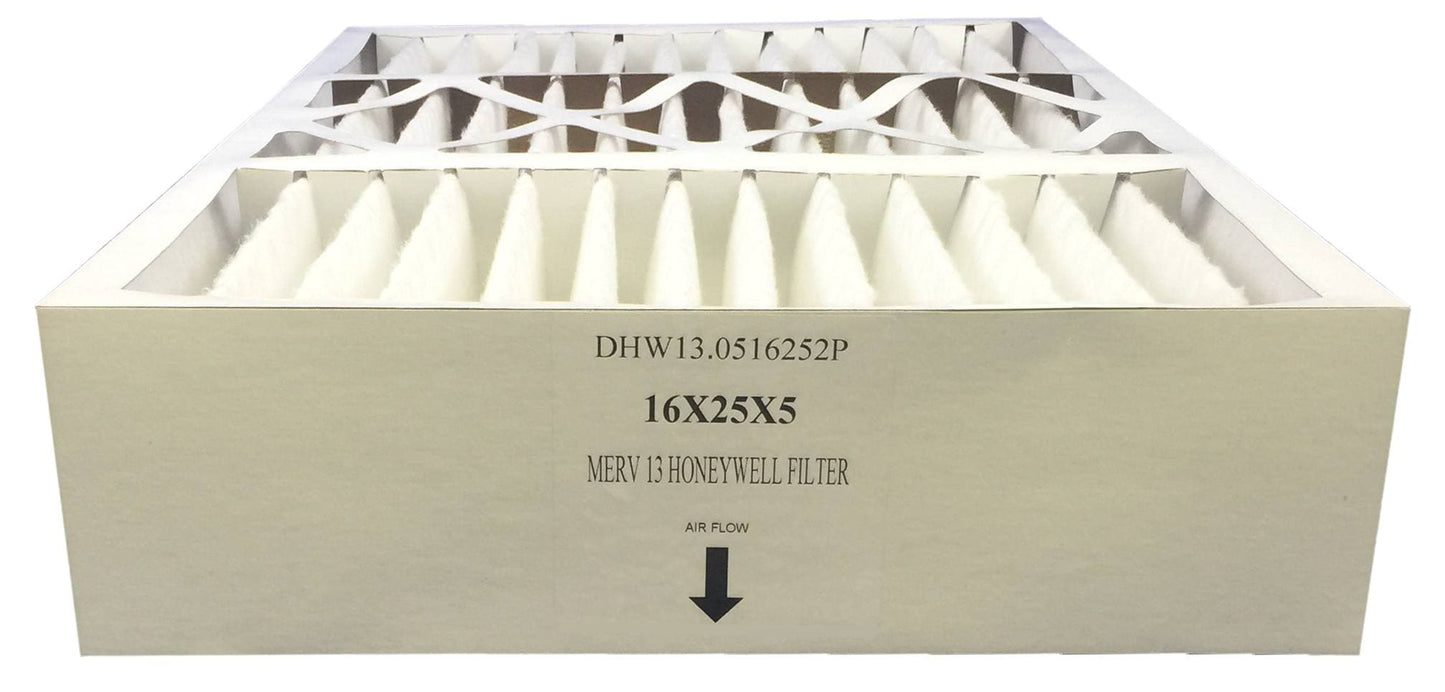 DHW13.0516252P
16X25X5
MERV 13 HONEYWELL FILTER
AIR FLOW